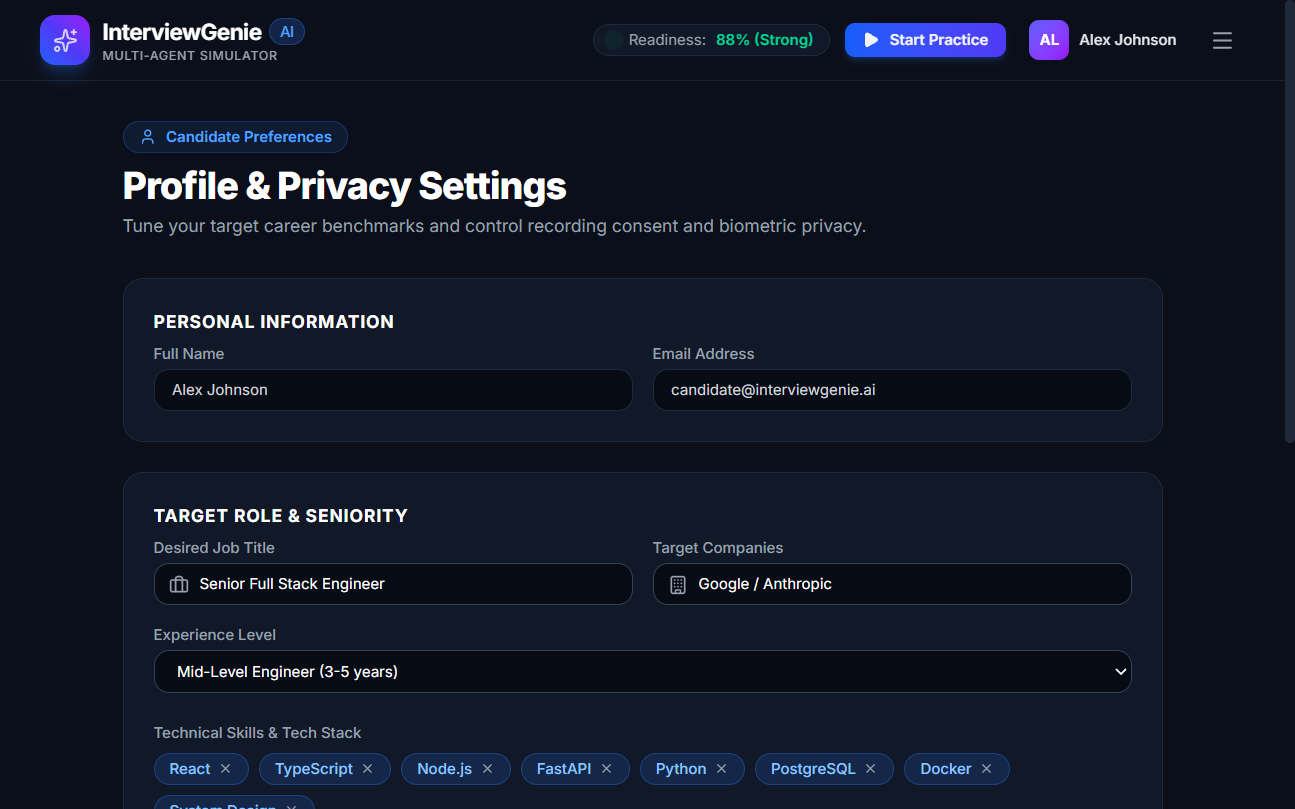 InterviewGenie AI
MULTI-AGENT SIMULATOR
Readiness: 88% (Strong)
Start Practice
AL Alex Johnson
Candidate Preferences
Profile & Privacy Settings
Tune your target career benchmarks and control recording consent and biometric privacy.
PERSONAL INFORMATION
Full Name
Alex Johnson
Email Address
candidate@interviewgenie.ai
TARGET ROLE & SENIORITY
Desired Job Title
Senior Full Stack Engineer
Target Companies
Google / Anthropic
Experience Level
Mid-Level Engineer (3-5 years)
Technical Skills & Tech Stack
React × TypeScript × Node.js × FastAPI × Python × PostgreSQL × Docker ×
System Design ×